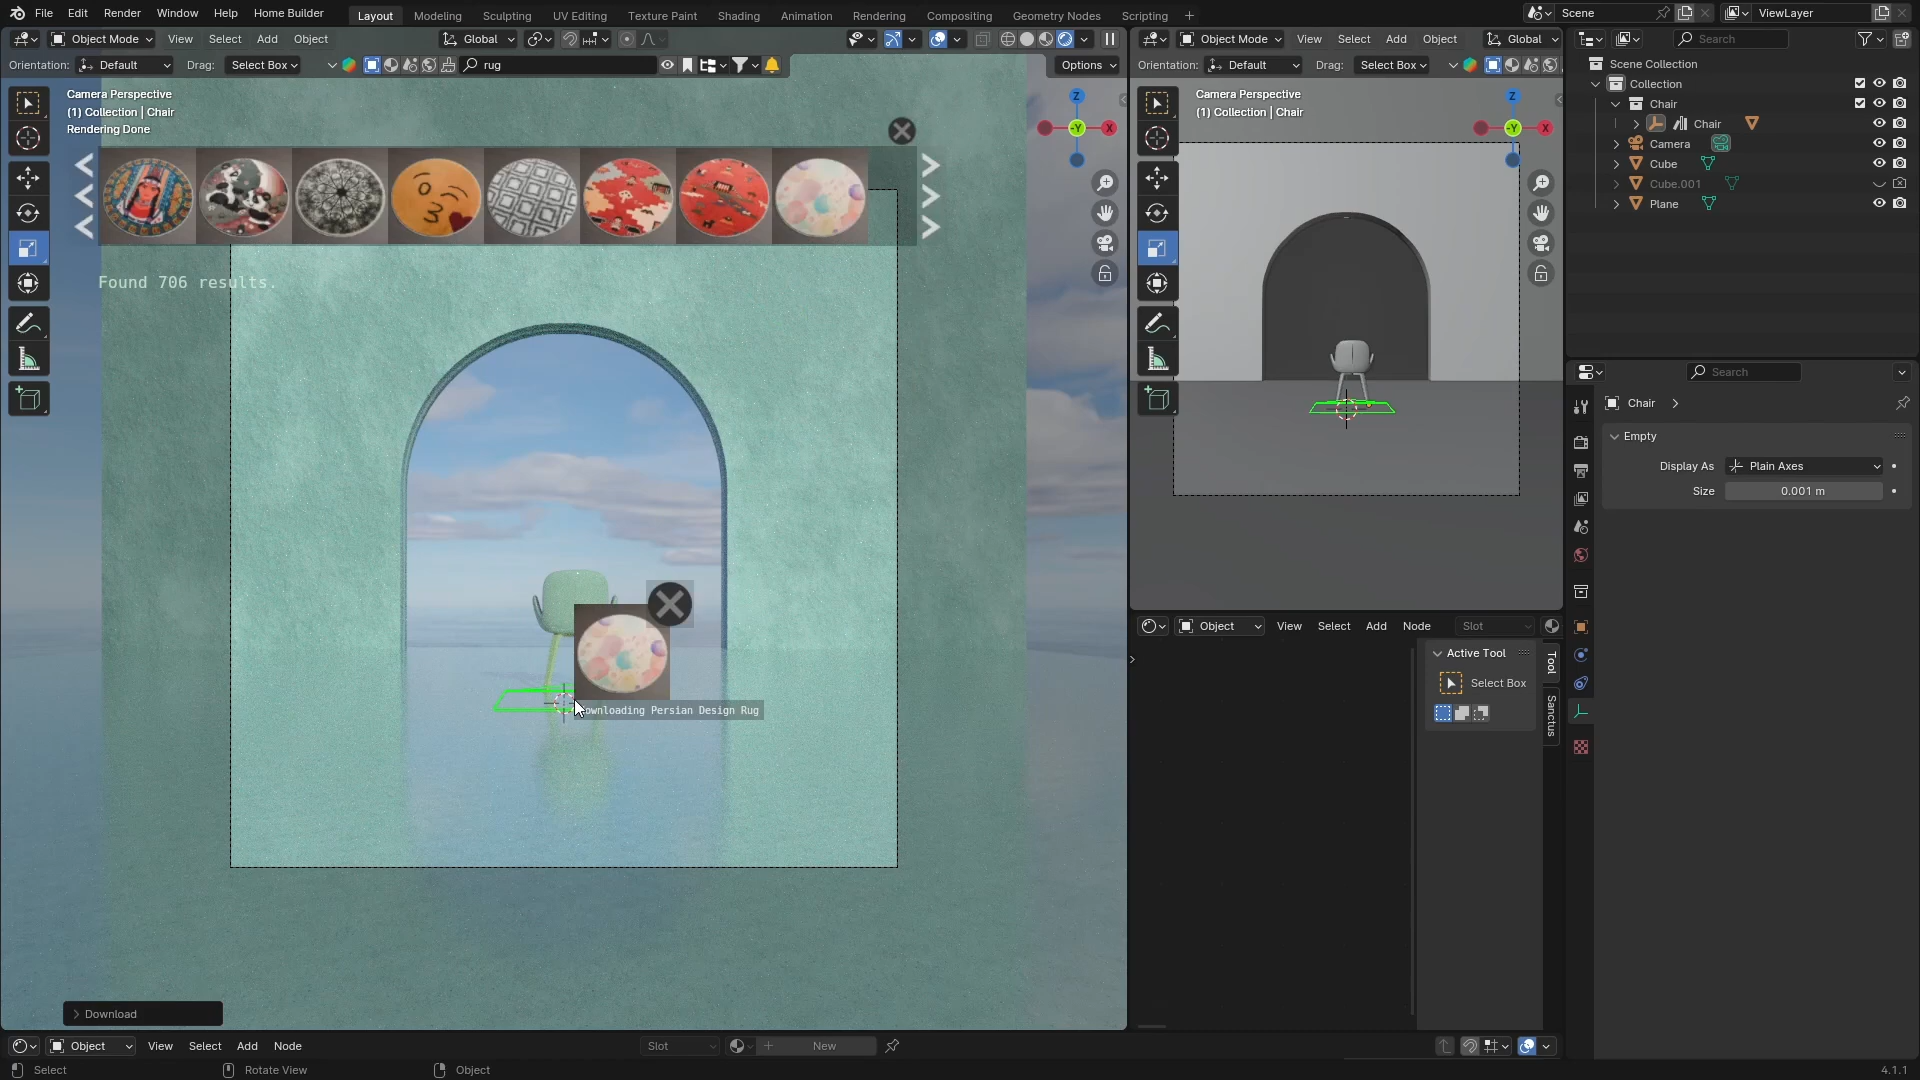 File Edit Render Window Help Home Builder Layout Modeling Sculpting UV Editing Texture Paint Shading Animation Rendering Compositing Geometry Nodes Scripting + Scene ViewLayer
Object Mode View Select Add Object Global
Orientation: Default Drag: Select Box rug Options
Camera Perspective
(1) Collection | Chair
Rendering Done
Z
-Y X
Found 706 results.
Downloading Persian Design Rug
Download
Object View Select Add Node Slot New
Select Rotate View Object 4.1.1
Object Mode View Select Add Object Global
Orientation: Default Drag: Select Box
Camera Perspective
(1) Collection | Chair
Z
-Y X
Object View Select Add Node Slot
Active Tool
Select Box
Tool
Sanctus
Search
Scene Collection
Collection
Chair
Chair
Camera
Cube
Cube.001
Plane
Search
Chair
Empty
Display As Plain Axes
Size 0.001 m